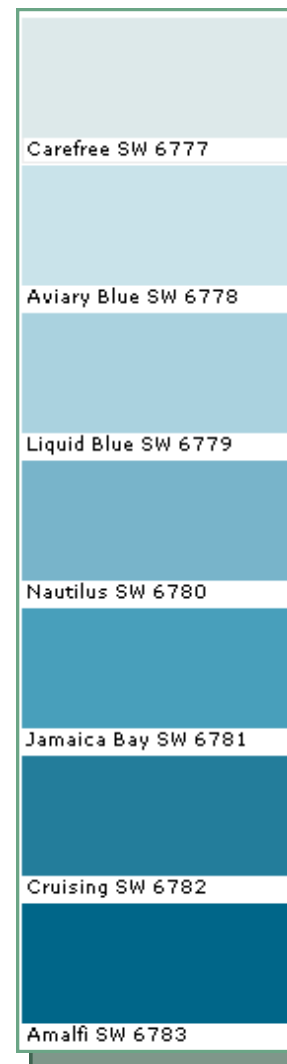 Carefree SW 6777
Aviary Blue SW 6778
Liquid Blue SW 6779
Nautilus SW 6780
Jamaica Bay SW 6781
Cruising SW 6782
Amalfi SW 6783